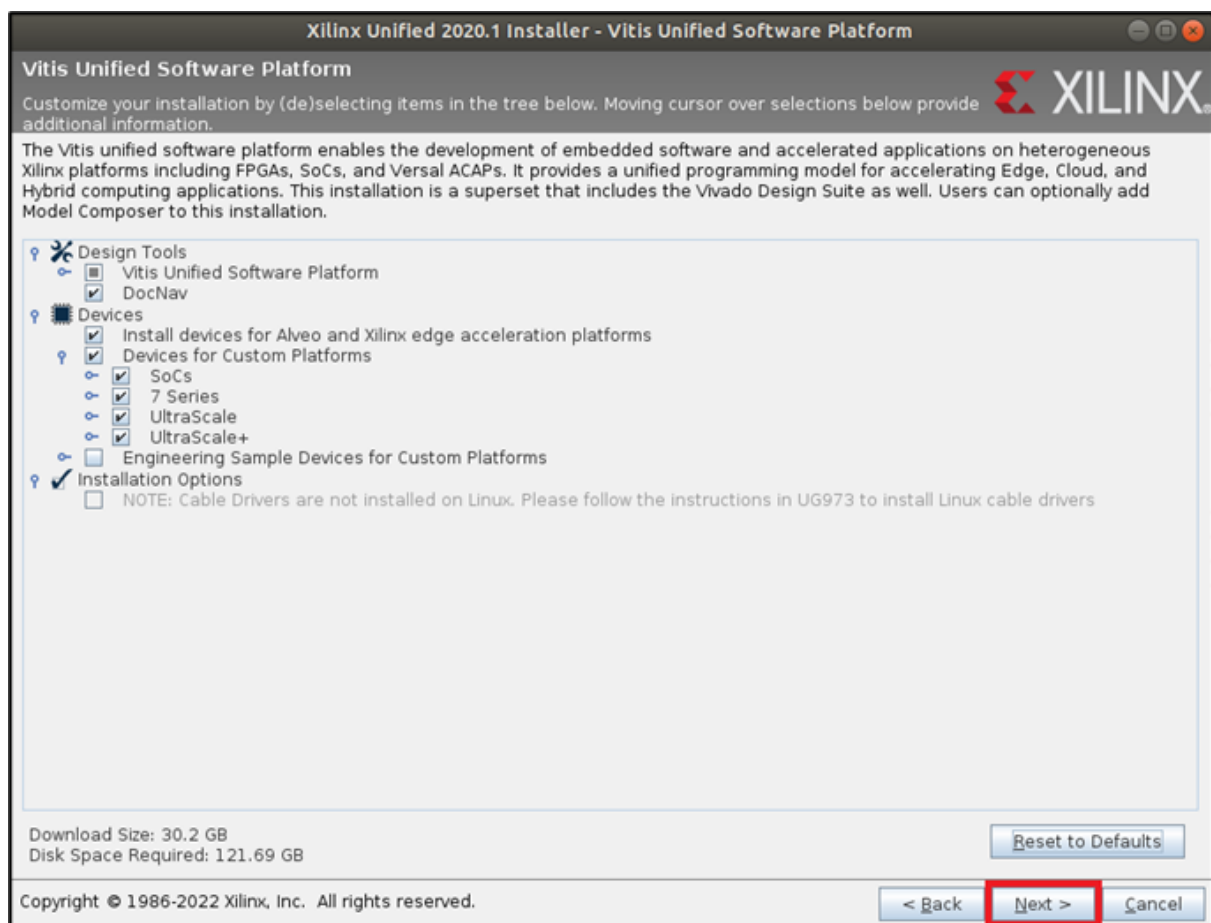 Xilinx Unified 2020.1 Installer - Vitis Unified Software Platform
Vitis Unified Software Platform
Customize your installation by (de)selecting items in the tree below. Moving cursor over selections below provide
additional information.
XILINX
The Vitis unified software platform enables the development of embedded software and accelerated applications on heterogeneous
Xilinx platforms including FPGAs, SoCs, and Versal ACAPs. It provides a unified programming model for accelerating Edge, Cloud, and
Hybrid computing applications. This installation is a superset that includes the Vivado Design Suite as well. Users can optionally add
Model Composer to this installation.
Design Tools
Vitis Unified Software Platform
DocNav
Devices
Install devices for Alveo and Xilinx edge acceleration platforms
Devices for Custom Platforms
SoCs
7 Series
UltraScale
UltraScale+
Engineering Sample Devices for Custom Platforms
Installation Options
NOTE: Cable Drivers are not installed on Linux. Please follow the instructions in UG973 to install Linux cable drivers
Download Size: 30.2 GB
Disk Space Required: 121.69 GB
Reset to Defaults
Copyright © 1986-2022 Xilinx, Inc. All rights reserved.
< Back
Next >
Cancel